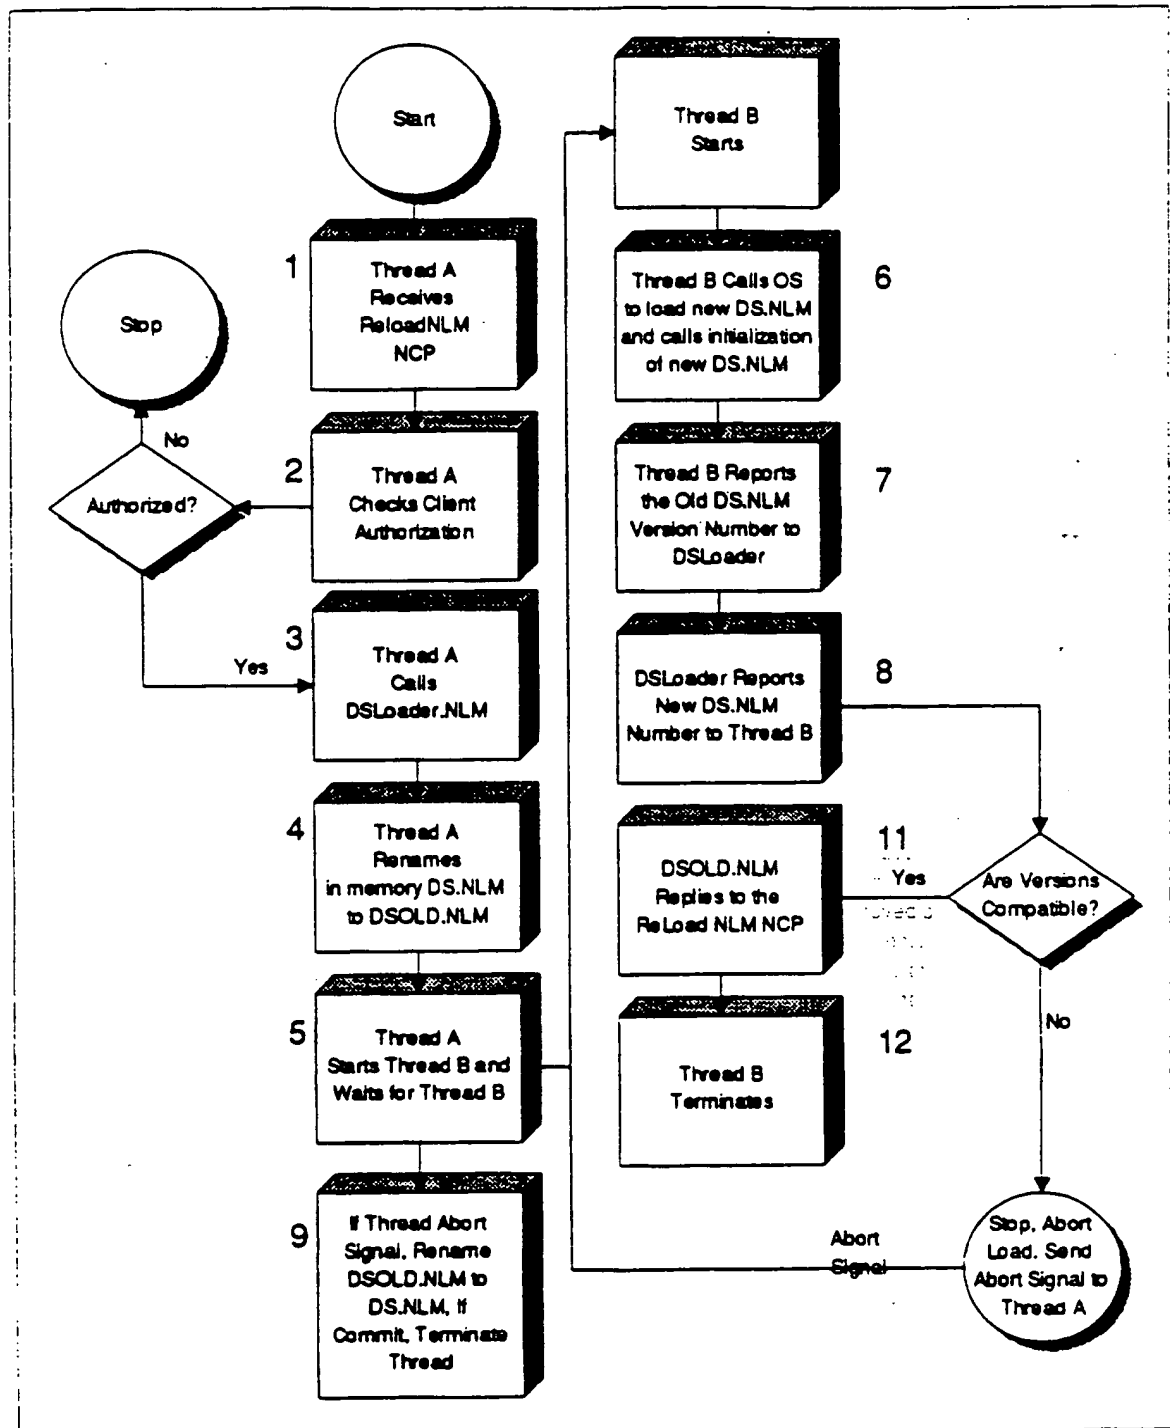 Start
1
Thread A
Receives
ReloadNLM
NCP
Stop
No
Authorized?
2
Thread A
Checks Client
Authorization
Yes
3
Thread A
Calls
DSLoader.NLM
4
Thread A
Renames
in memory DS.NLM
to DSOLD.NLM
5
Thread A
Starts Thread B and
Waits for Thread B
9
If Thread Abort
Signal, Rename
DSOLD.NLM to
DS.NLM, If
Commit, Terminate
Thread
Thread B
Starts
6
Thread B Calls OS
to load new DS.NLM
and calls initialization
of new DS.NLM
7
Thread B Reports
the Old DS.NLM
Version Number to
DSLoader
8
DSLoader Reports
New DS.NLM
Number to Thread B
Are Versions
Compatible?
Yes
11
DSOLD.NLM
Replies to the
ReLoad NLM NCP
12
Thread B
Terminates
No
Stop, Abort
Load. Send
Abort Signal to
Thread A
Abort
Signal